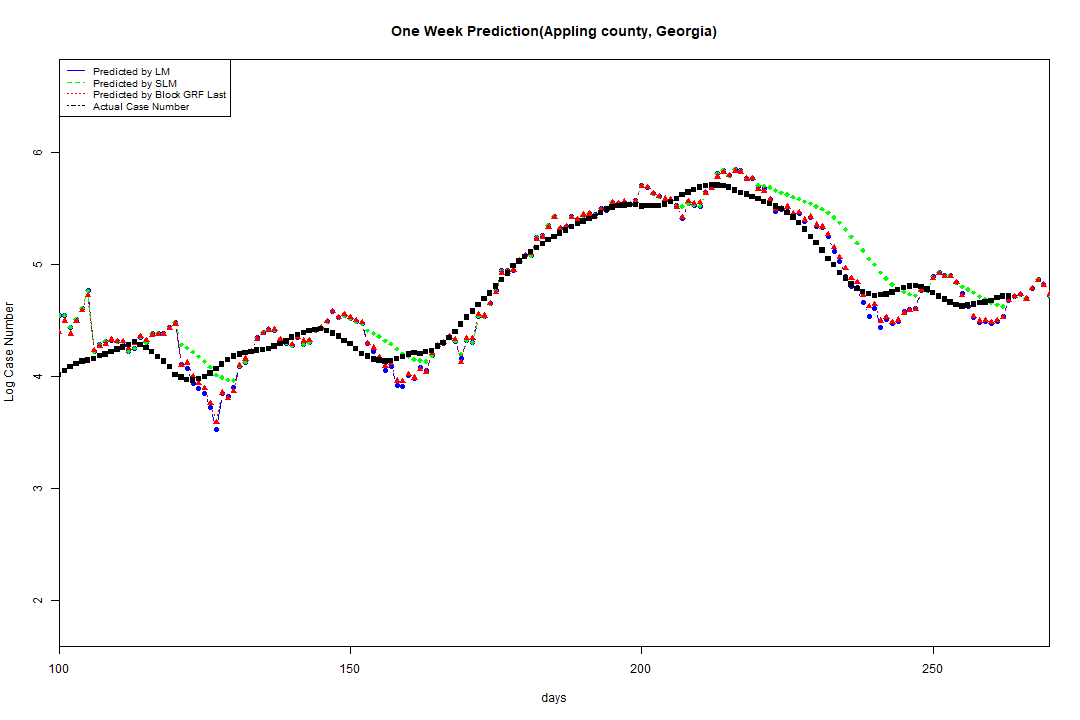 One Week Prediction(Appling county, Georgia)
Predicted by LM
Predicted by SLM
Predicted by Block GRF Last
Actual Case Number
6
5
4
3
2
Log Case Number
100 150 200 250
days